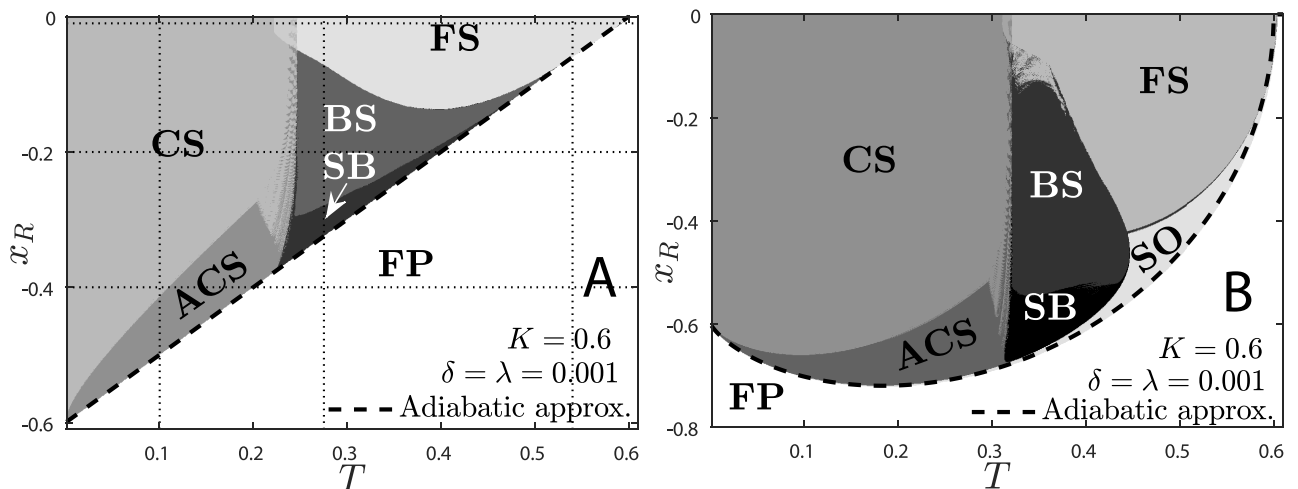 0
-0.2
-0.4
-0.6
x_R
CS
ACS
BS
SB
FS
FP
A
K = 0.6
δ = λ = 0.001
Adiabatic approx.
0.1 0.2 0.3 0.4 0.5 0.6
T
0
-0.2
-0.4
-0.6
-0.8
x_R
CS
ACS
BS
SB
FS
SO
FP
B
K = 0.6
δ = λ = 0.001
Adiabatic approx.
0.1 0.2 0.3 0.4 0.5 0.6
T